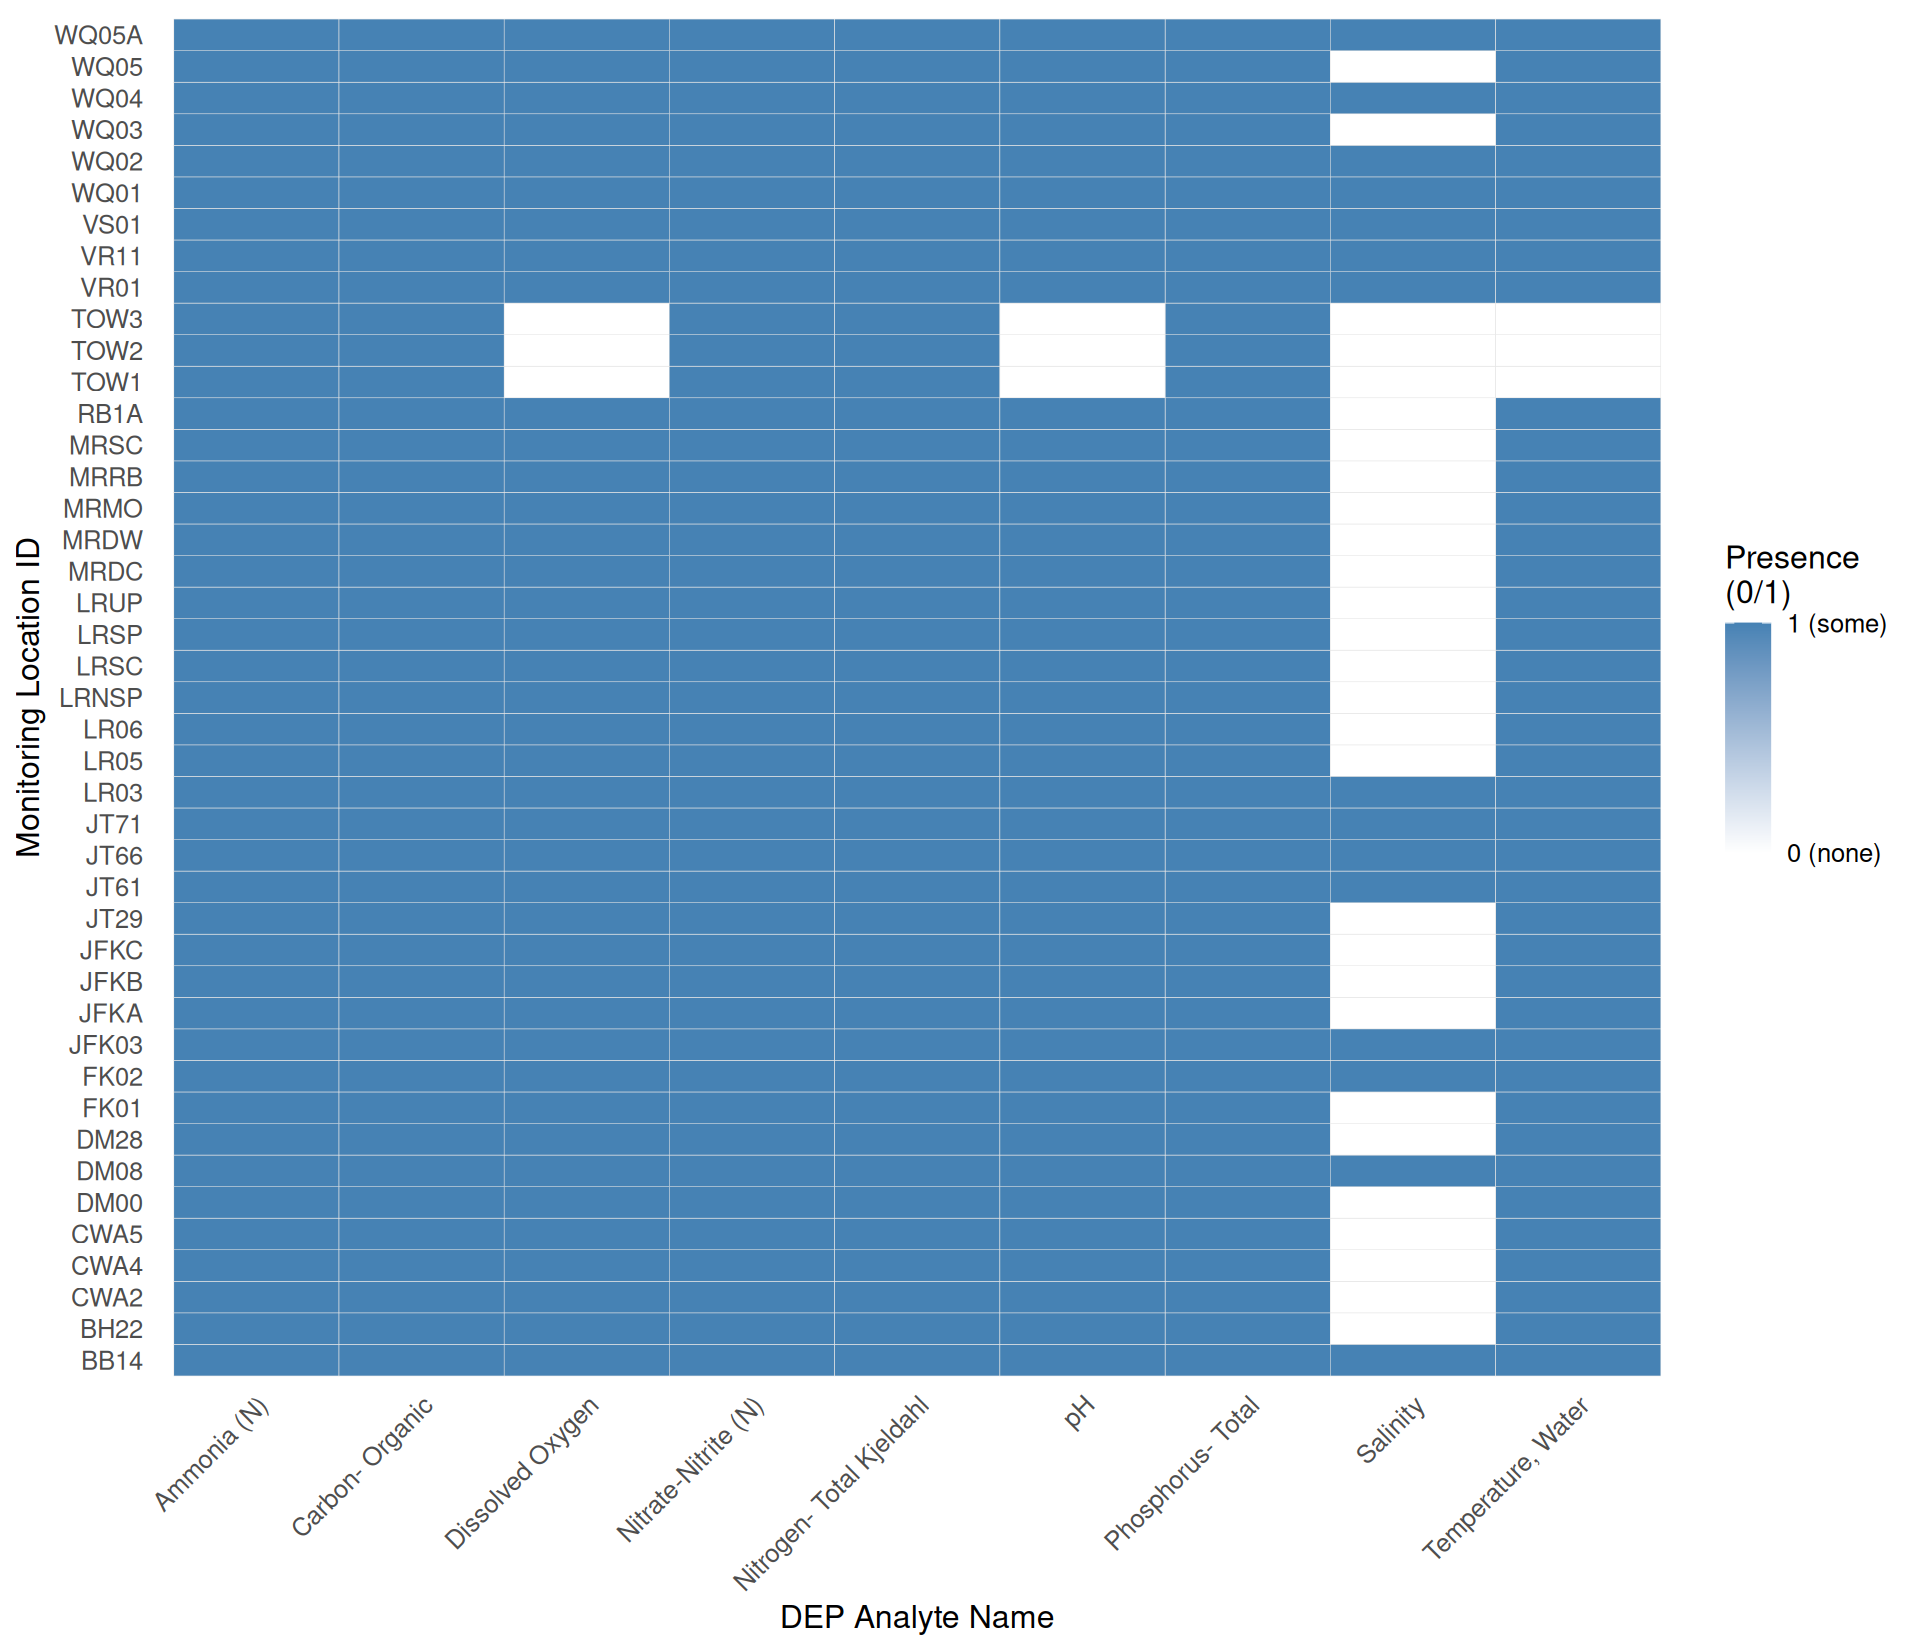 WQ05A
WQ05
WQ04
WQ03
WQ02
WQ01
VS01
VR11
VR01
TOW3
TOW2
TOW1
RB1A
MRSC
MRRB
MRMO
MRDW
MRDC
LRUP
LRSP
LRSC
LRNSP
LR06
LR05
LR03
JT71
JT66
JT61
JT29
JFKC
JFKB
JFKA
JFK03
FK02
FK01
DM28
DM08
DM00
CWA5
CWA4
CWA2
BH22
BB14
Monitoring Location ID
Ammonia (N)
Carbon- Organic
Dissolved Oxygen
Nitrate-Nitrite (N)
Nitrogen- Total Kjeldahl
pH
Phosphorus- Total
Salinity
Temperature, Water
DEP Analyte Name
Presence
(0/1)
1 (some)
0 (none)